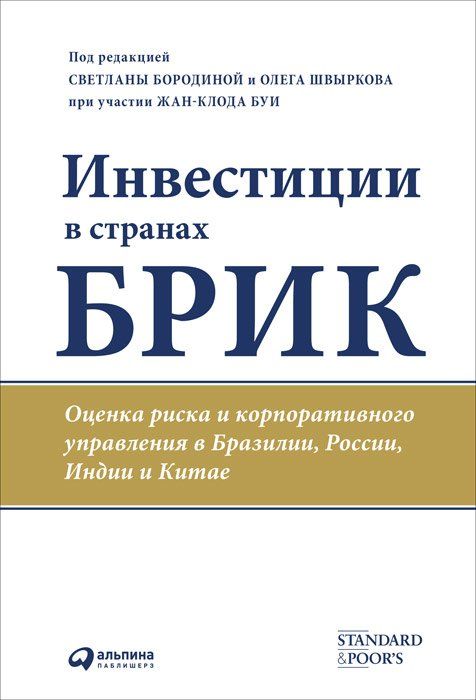 Под редакцией
СВЕТЛАНЫ БОРОДИНОЙ и ОЛЕГА ШВЫРКОВА
при участии ЖАН-КЛОДА БУИ
Инвестиции
в странах
БРИК
Оценка риска и корпоративного
управления в Бразилии, России,
Индии и Китае
альпина
ПАБЛИШЕРЗ
STANDARD
&POOR'S